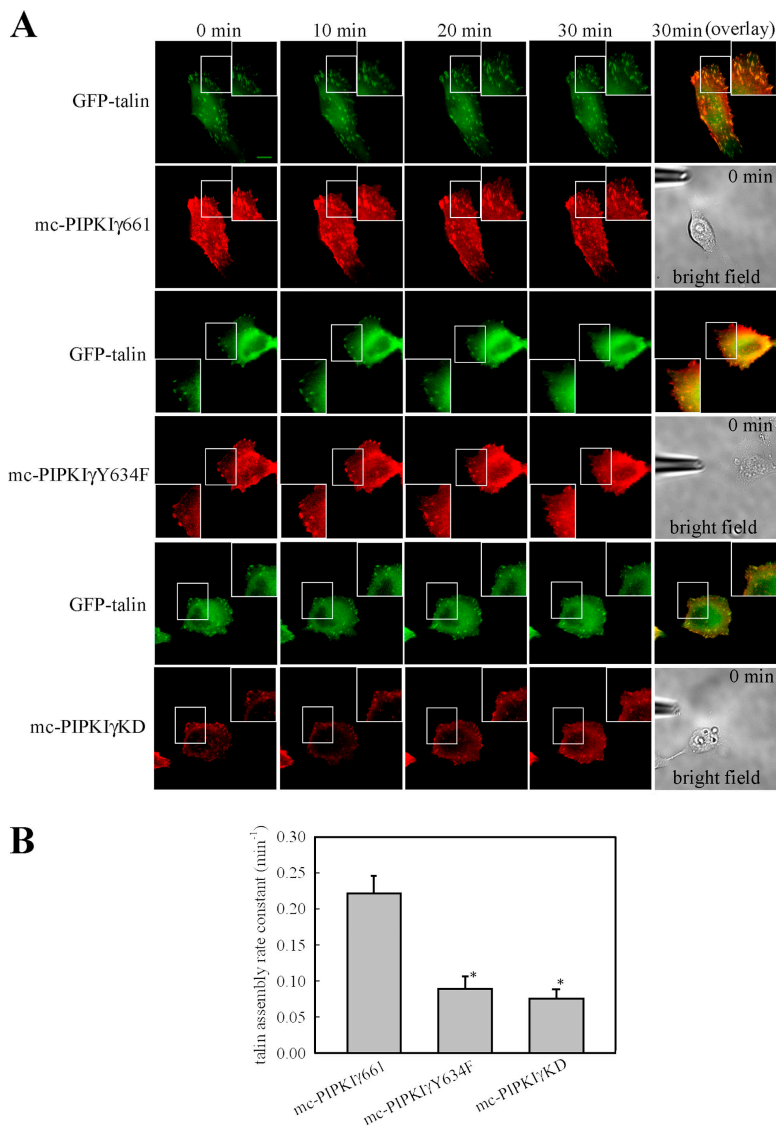 A
0 min 10 min 20 min 30 min 30min (overlay)
GFP-talin
mc-PIPKIγ661
0 min
bright field
GFP-talin
mc-PIPKIγY634F
0 min
bright field
GFP-talin
mc-PIPKIγKD
0 min
bright field
B
talin assembly rate constant (min⁻¹)
0.30
0.25
0.20
0.15
0.10
0.05
0.00
*
*
mc-PIPKIγ661
mc-PIPKIγY634F
mc-PIPKIγKD